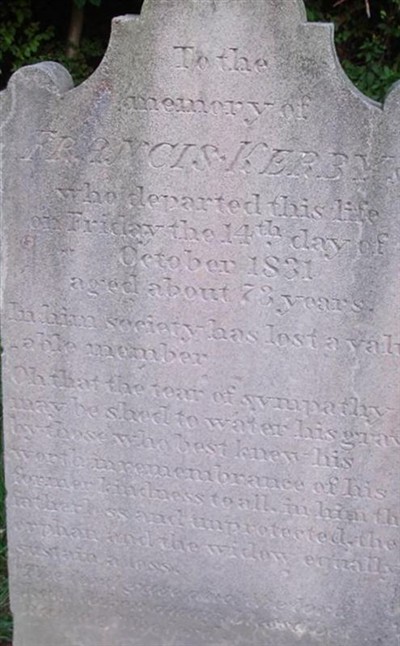 To the
memory of
FRANCIS KERBY
who departed this life
on Friday the 14th day of
October 1831
aged about 73 years.
In him society has lost a valu
able member
Oh that the tear of sympathy
may be shed to water his grav
by those who best knew his
worth in remembrance of his
former kindness to all, in him th
fatherless and unprotected, the
orphan and the widow equally
sustain a loss.